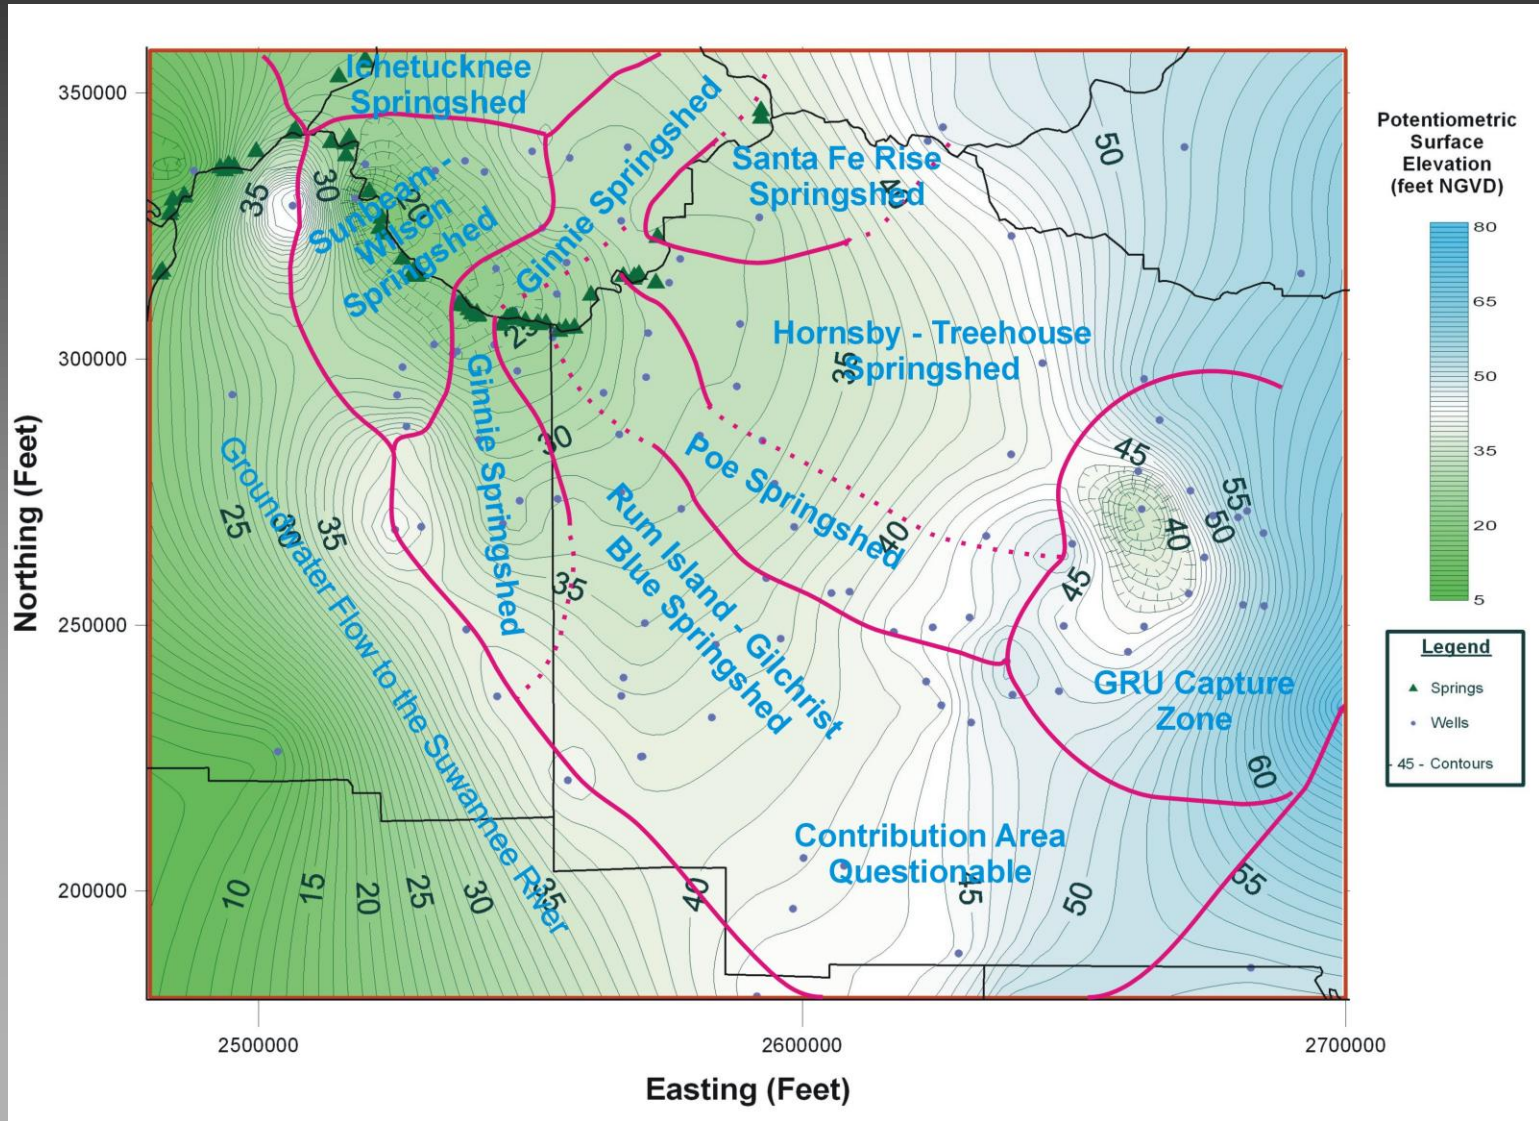 Ichetucknee
Springshed
Sunbeam -
Wilson
Springshed
Ginnie Springshed
Santa Fe Rise
Springshed
Hornsby - Treehouse
Springshed
Ginnie Springshed
Poe Springshed
Rum Island - Gilchrist
Blue Springshed
Groundwater Flow to the Suwannee River
GRU Capture
Zone
Contribution Area
Questionable
35
30
20
40
50
25
35
30
45
55
50
40
40
45
35
25
30
35
60
10
15
20
25
30
35
40
45
50
55
350000
300000
250000
200000
Northing (Feet)
2500000
2600000
2700000
Easting (Feet)
Potentiometric
Surface
Elevation
(feet NGVD)
80
65
50
35
20
5
Legend
Springs
Wells
- 45 - Contours